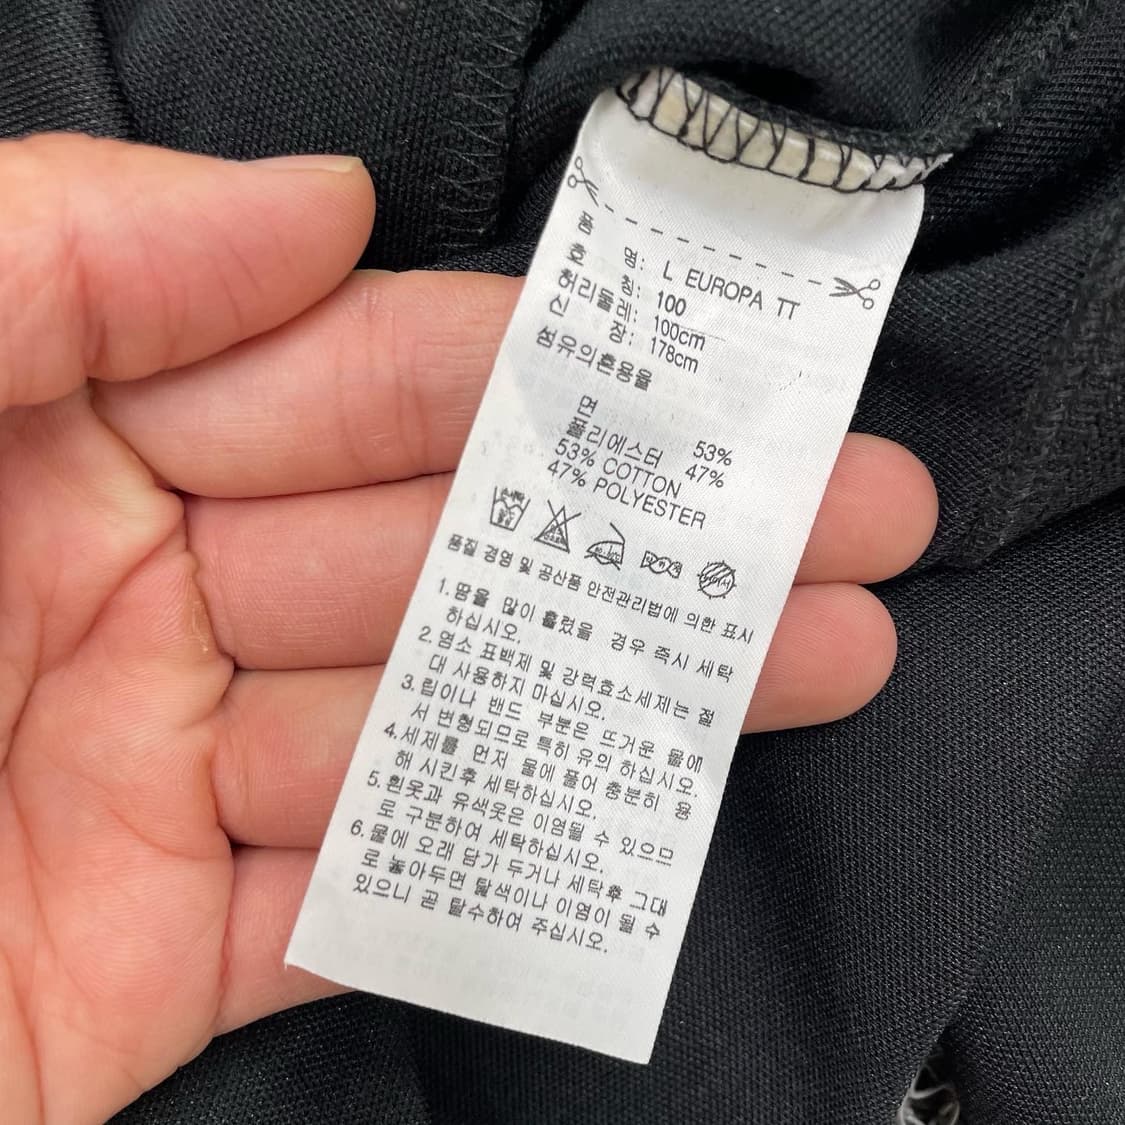 품 명: L EUROPA TT
호 칭: 100
허리둘레: 100cm
신 장: 178cm
섬유의혼용율
면 53%
폴리에스터 47%
53% COTTON
47% POLYESTER
품질 경영 및 공산품 안전관리법에 의한 표시
1.땀을 많이 흘렸을 경우 즉시 세탁
하십시오.
2.염소 표백제 및 강력효소세제는 절
대 사용하지 마십시오.
3.립이나 밴드 부분은 뜨거운 물에
서 변형되므로 특히 유의 하십시오.
4.세제를 먼저 물에 풀어 충분히 용
해 시킨후 세탁하십시오.
5.흰옷과 유색옷은 이염될 수 있으므
로 구분하여 세탁하십시오.
6.물에 오래 담가 두거나 세탁후 그대
로 놓아두면 탈색이나 이염이 될 수
있으니 곧 탈수하여 주십시오.